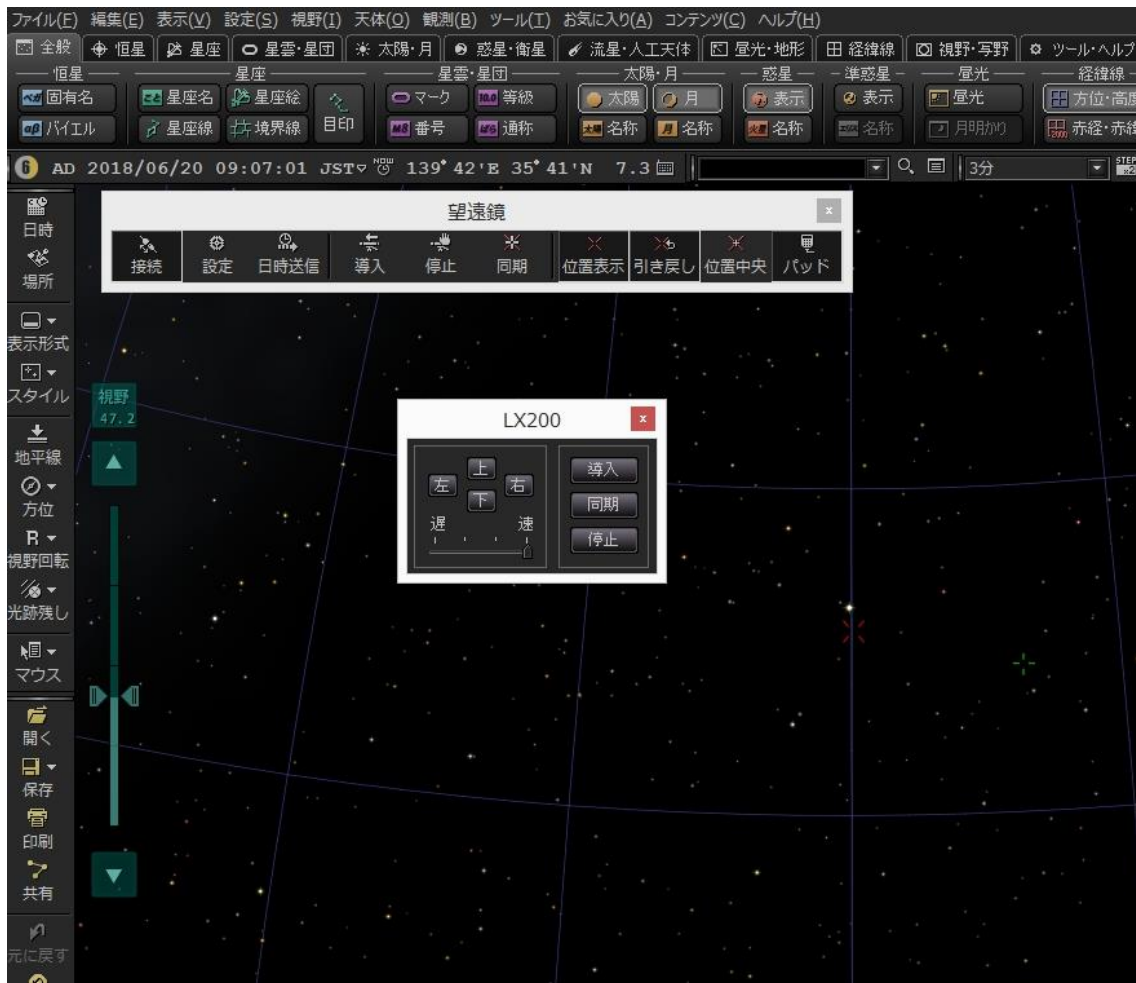 ファイル(F) 編集(E) 表示(V) 設定(S) 視野(I) 天体(O) 観測(B) ツール(T) お気に入り(A) コンテンツ(C) ヘルプ(H)
全般 恒星 星座 星雲・星団 太陽・月 惑星・衛星 流星・人工天体 昼光・地形 経緯線 視野・写野 ツール・ヘルプ
恒星 星座 星雲・星団 太陽・月 惑星 準惑星 昼光 経緯線
固有名 星座名 星座絵 目印 マーク 10.0 等級 太陽 月 表示 表示 昼光 方位・高度
αβ バイエル 星座線 境界線 M8 番号 通称 太陽 名称 月 名称 火星 名称 名称 月明かり 赤経・赤緯
6 AD 2018/06/20 09:07:01 JST NOW 139°42'E 35°41'N 7.3 3分 STEP
日時
場所
表示形式
スタイル
地平線
方位
R
視野回転
光跡残し
マウス
開く
保存
印刷
共有
元に戻す
望遠鏡 x
接続 設定 日時送信 導入 停止 同期 位置表示 引き戻し 位置中央 パッド
視野
47.2
LX200 x
上
左 右
下
遅 速
導入
同期
停止